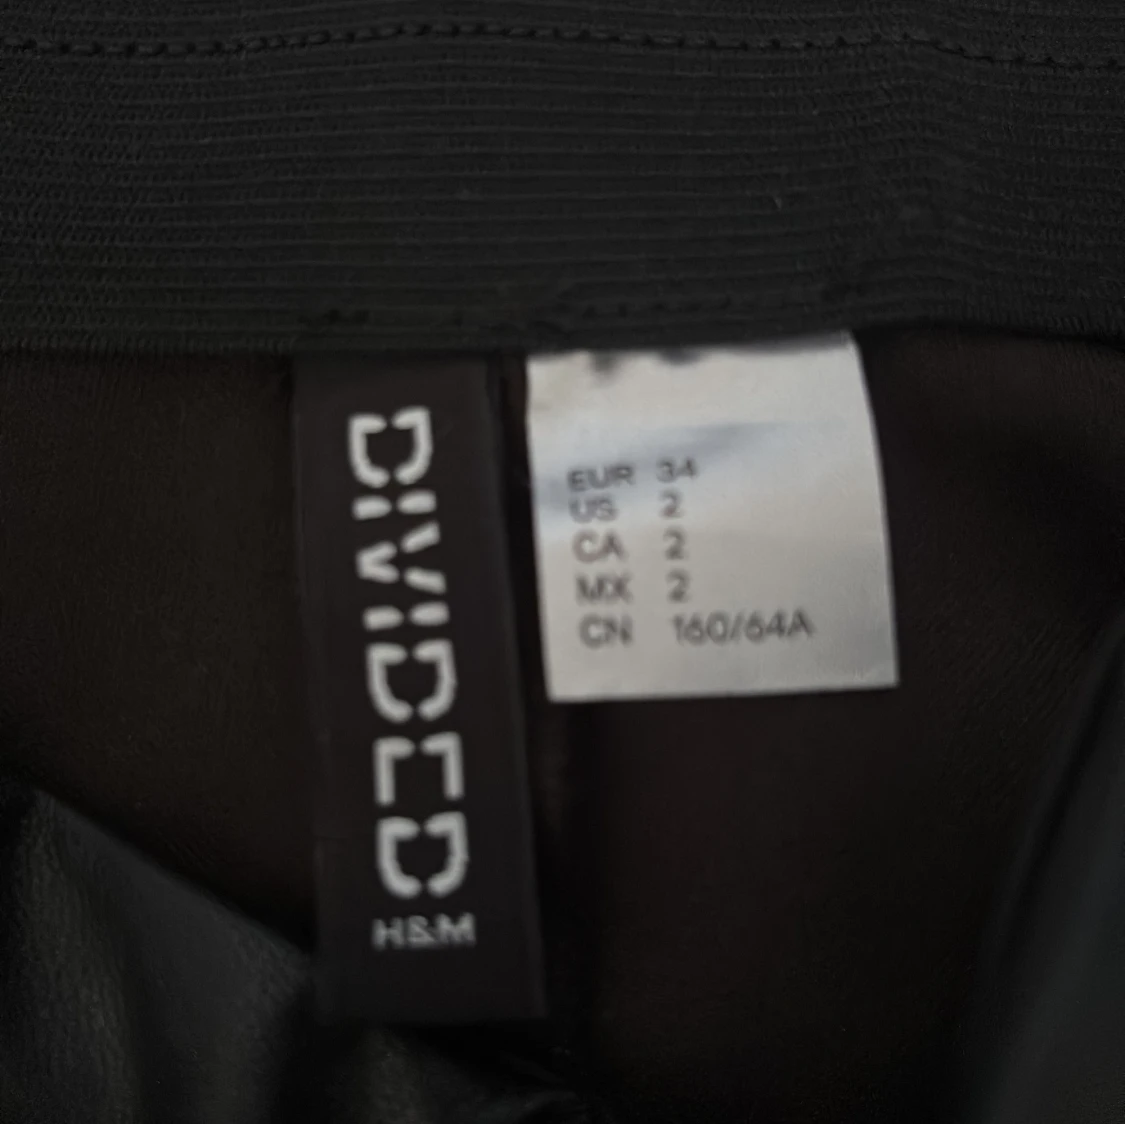 DIVIDED
H&M
EUR 34
US 2
CA 2
MX 2
CN 160/64A